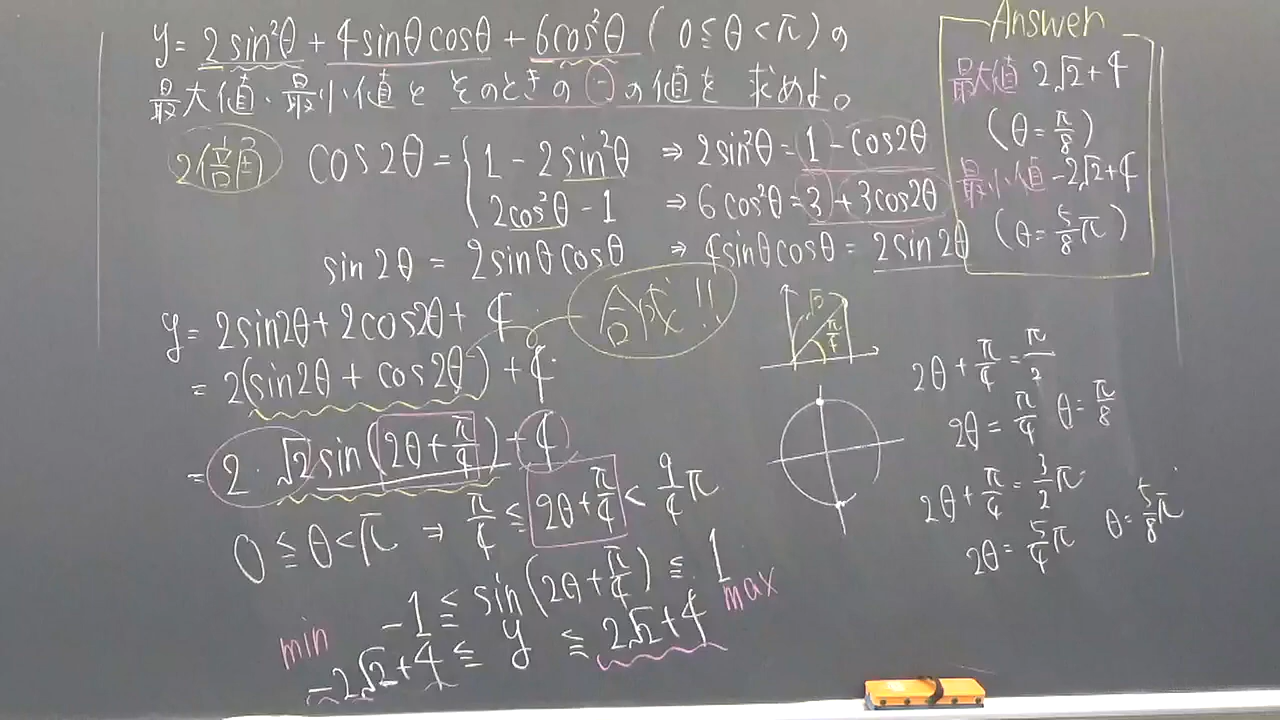 y = 2sin²θ + 4sinθcosθ + 6cos²θ (0≦θ<π) の
最大値・最小値と そのときの θ の値を 求めよ。
2倍角 cos2θ = { 1 - 2sin²θ ⇒ 2sin²θ = 1 - cos2θ
2cos²θ - 1 ⇒ 6cos²θ = 3 + 3cos2θ
sin2θ = 2sinθcosθ ⇒ 4sinθcosθ = 2sin2θ
y = 2sin2θ + 2cos2θ + 4
合成!!
= 2(sin2θ + cos2θ) + 4
= 2·√2sin(2θ + π/4) + 4
0≦θ<π ⇒ π/4 ≦ 2θ + π/4 < 9/4π
-1 ≦ sin(2θ + π/4) ≦ 1
min -2√2+4 ≦ y ≦ 2√2+4 max
√2 π/4
2θ + π/4 = π/2
2θ = π/4 θ = π/8
2θ + π/4 = 3/2π
2θ = 5/4π θ = 5/8π
Answer
最大値 2√2+4
(θ = π/8)
最小値 -2√2+4
(θ = 5/8π)